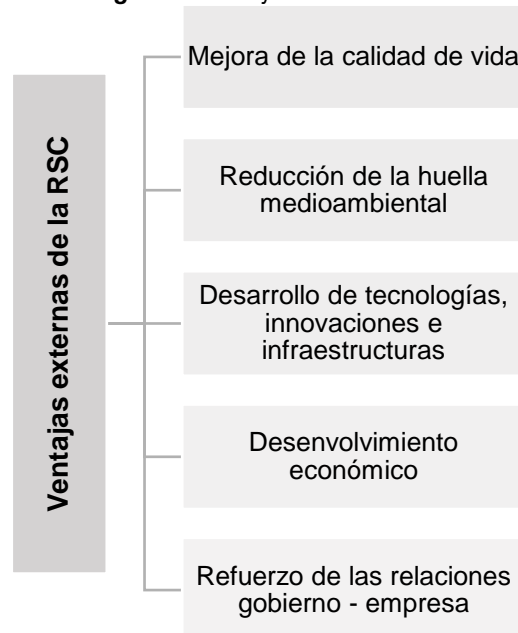 Ventajas externas de la RSC
Mejora de la calidad de vida
Reducción de la huella
medioambiental
Desarrollo de tecnologías,
innovaciones e
infraestructuras
Desenvolvimiento
económico
Refuerzo de las relaciones
gobierno - empresa